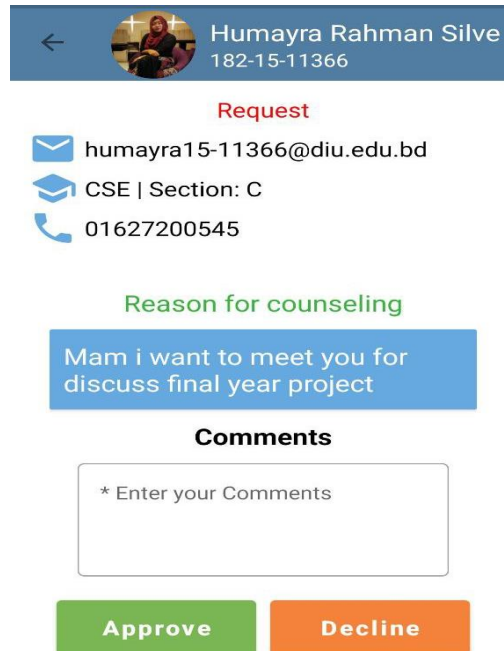 Humayra Rahman Silve
182-15-11366
Request
humayra15-11366@diu.edu.bd
CSE | Section: C
01627200545
Reason for counseling
Mam i want to meet you for
discuss final year project
Comments
* Enter your Comments
Approve
Decline